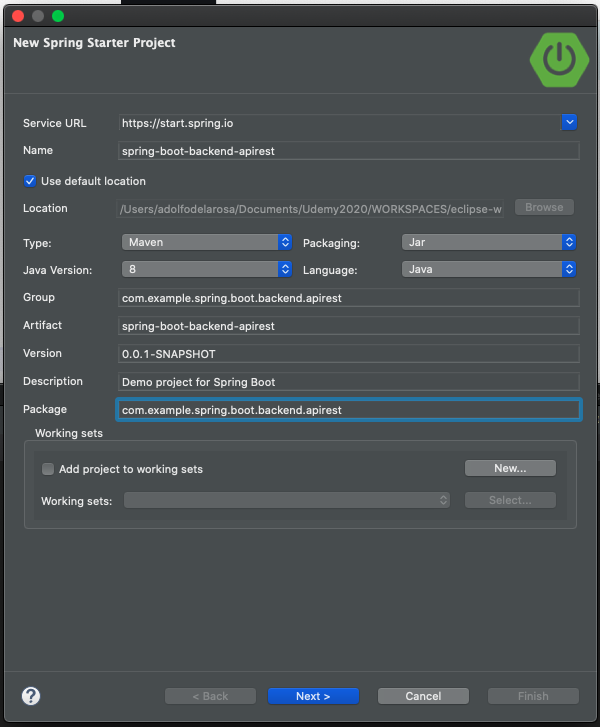 New Spring Starter Project
Service URL https://start.spring.io
Name spring-boot-backend-apirest
Use default location
Location /Users/adolfodelarosa/Documents/Udemy2020/WORKSPACES/eclipse-w Browse
Type: Maven Packaging: Jar
Java Version: 8 Language: Java
Group com.example.spring.boot.backend.apirest
Artifact spring-boot-backend-apirest
Version 0.0.1-SNAPSHOT
Description Demo project for Spring Boot
Package com.example.spring.boot.backend.apirest
Working sets
Add project to working sets New...
Working sets: Select...
? < Back Next > Cancel Finish